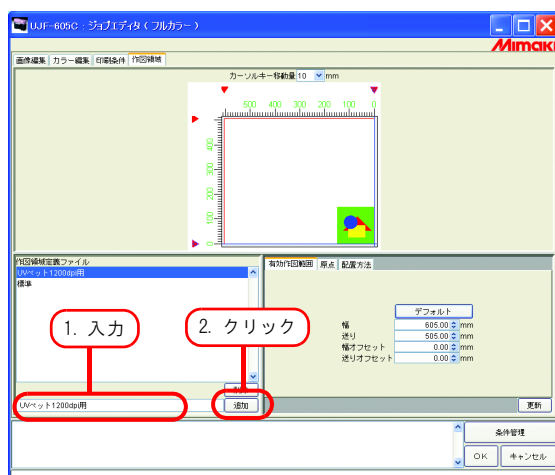 UJF-605C : ジョブエディタ ( フルカラー )
Mimaki
画像編集 カラー編集 印刷条件 作図領域
カーソルキー移動量 10 mm
500 400 300 200 100 0
400
300
200
100
0
作図領域定義ファイル
UVペット1200dpi用
標準
1. 入力
2. クリック
UVペット1200dpi用
追加
有効作図範囲 原点 配置方法
デフォルト
幅 605.00 mm
送り 505.00 mm
幅オフセット 0.00 mm
送りオフセット 0.00 mm
更新
条件管理
OK キャンセル